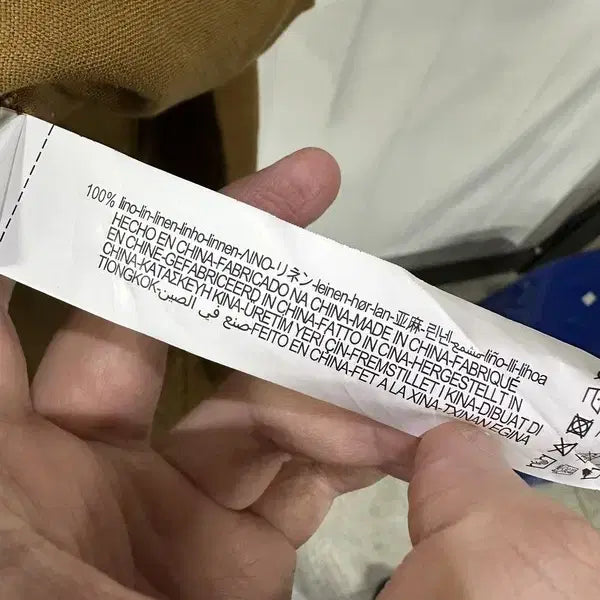 100% lino-lin-linen-linho-linnen-ΛΙΝΟ-リネン-leinen-hør-lan-亚麻-린넨-مشمع-liño-lli-lihoa
HECHO EN CHINA-FABRICADO NA CHINA-MADE IN CHINA-FABRIQUÉ
EN CHINE-GEFABRICEERD IN CHINA-FATTO IN CINA-HERGESTELLT IN
CHINA-ΚΑΤΑΣΚΕΥΗ ΚΙΝΑ-ÜRETIM YERI ÇIN-FREMSTILLET I KINA-DIBUAT DI
TIONGKOK-صنع في الصين-FEITO EN CHINA-FET A LA XINA-TXINAN EGINA